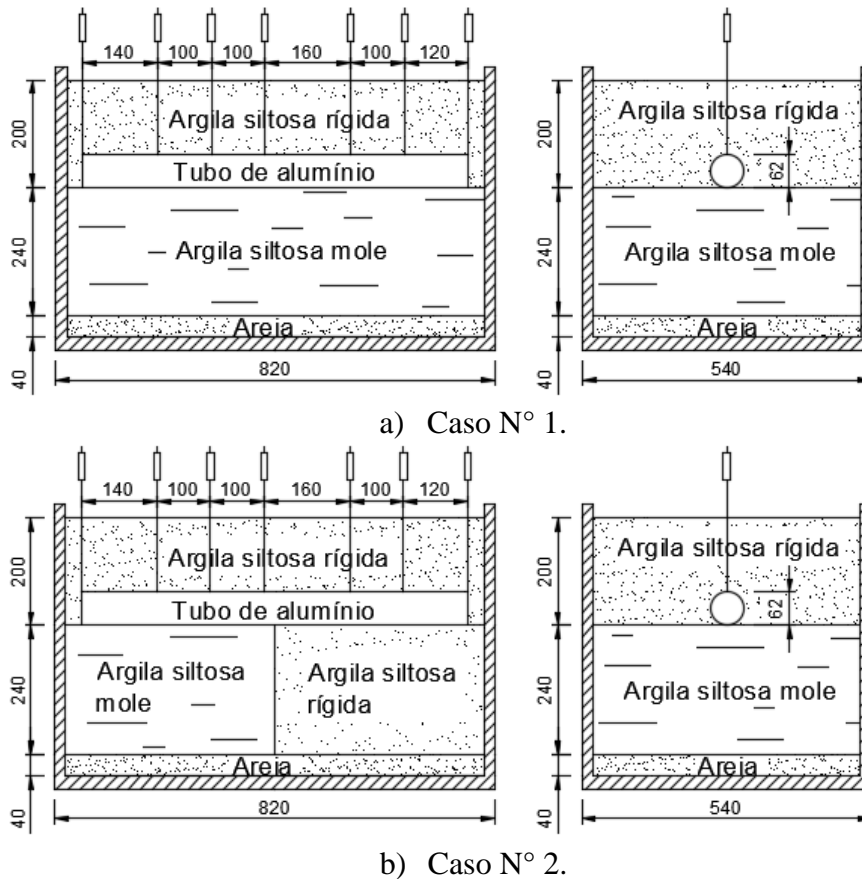 140 100 100 160 100 120
200
Argila siltosa rígida
Tubo de alumínio
240
Argila siltosa mole
Areia
40
820
200
Argila siltosa rígida
62
240
Argila siltosa mole
Areia
40
540
a) Caso N° 1.
140 100 100 160 100 120
200
Argila siltosa rígida
Tubo de alumínio
240
Argila siltosa
mole
Argila siltosa
rígida
Areia
40
820
200
Argila siltosa rígida
62
240
Argila siltosa mole
Areia
40
540
b) Caso N° 2.